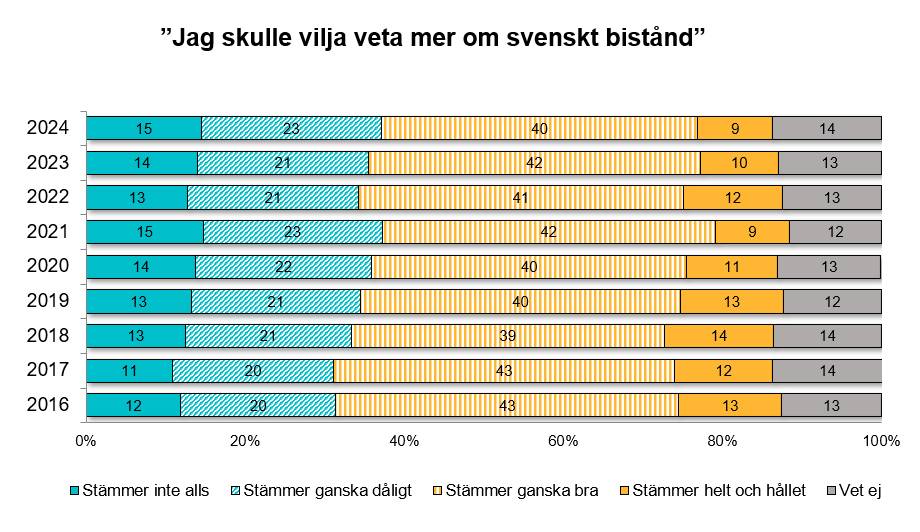 ”Jag skulle vilja veta mer om svenskt bistånd”
2024 15 23 40 9 14
2023 14 21 42 10 13
2022 13 21 41 12 13
2021 15 23 42 9 12
2020 14 22 40 11 13
2019 13 21 40 13 12
2018 13 21 39 14 14
2017 11 20 43 12 14
2016 12 20 43 13 13
0% 20% 40% 60% 80% 100%
Stämmer inte alls Stämmer ganska dåligt Stämmer ganska bra Stämmer helt och hållet Vet ej